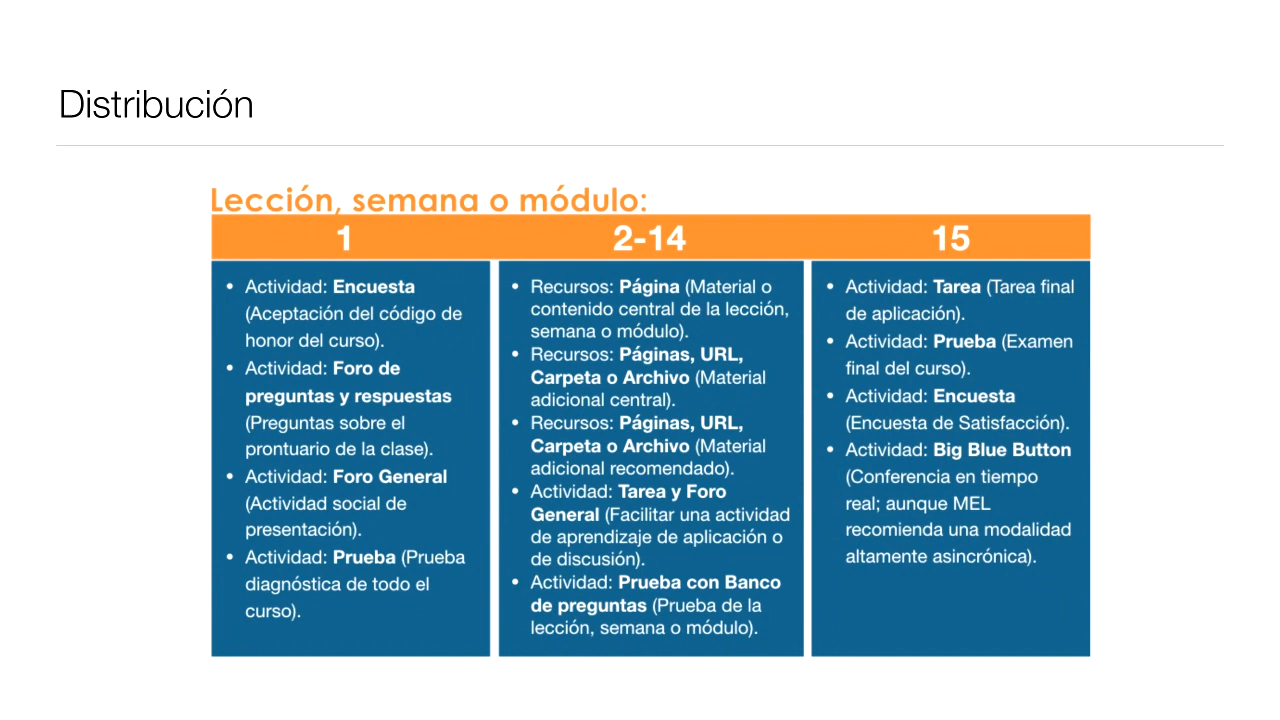 Distribución
Lección, semana o módulo:
1
2-14
15
• Actividad: Encuesta
(Aceptación del código de
honor del curso).
• Actividad: Foro de
preguntas y respuestas
(Preguntas sobre el
prontuario de la clase).
• Actividad: Foro General
(Actividad social de
presentación).
• Actividad: Prueba (Prueba
diagnóstica de todo el
curso).
• Recursos: Página (Material o
contenido central de la lección,
semana o módulo).
• Recursos: Páginas, URL,
Carpeta o Archivo (Material
adicional central).
• Recursos: Páginas, URL,
Carpeta o Archivo (Material
adicional recomendado).
• Actividad: Tarea y Foro
General (Facilitar una actividad
de aprendizaje de aplicación o
de discusión).
• Actividad: Prueba con Banco
de preguntas (Prueba de la
lección, semana o módulo).
• Actividad: Tarea (Tarea final
de aplicación).
• Actividad: Prueba (Examen
final del curso).
• Actividad: Encuesta
(Encuesta de Satisfacción).
• Actividad: Big Blue Button
(Conferencia en tiempo
real; aunque MEL
recomienda una modalidad
altamente asincrónica).